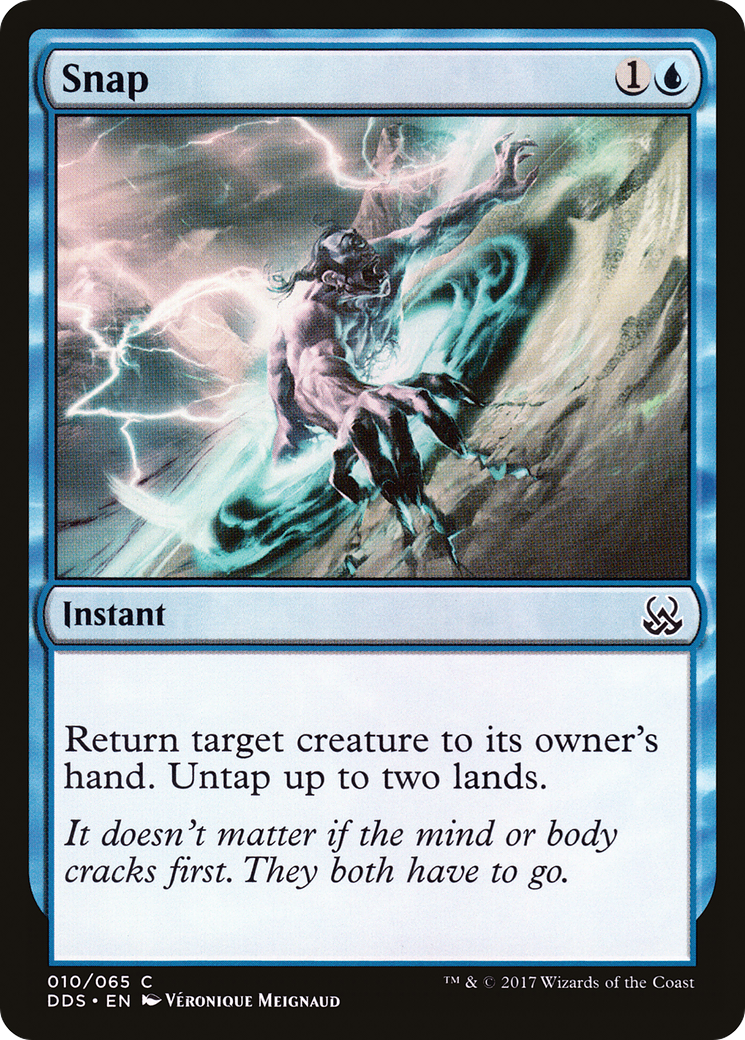 Snap 1
Instant
Return target creature to its owner's
hand. Untap up to two lands.
It doesn't matter if the mind or body
cracks first. They both have to go.
010/065 C
DDS • EN Véronique Meignaud
™ & © 2017 Wizards of the Coast